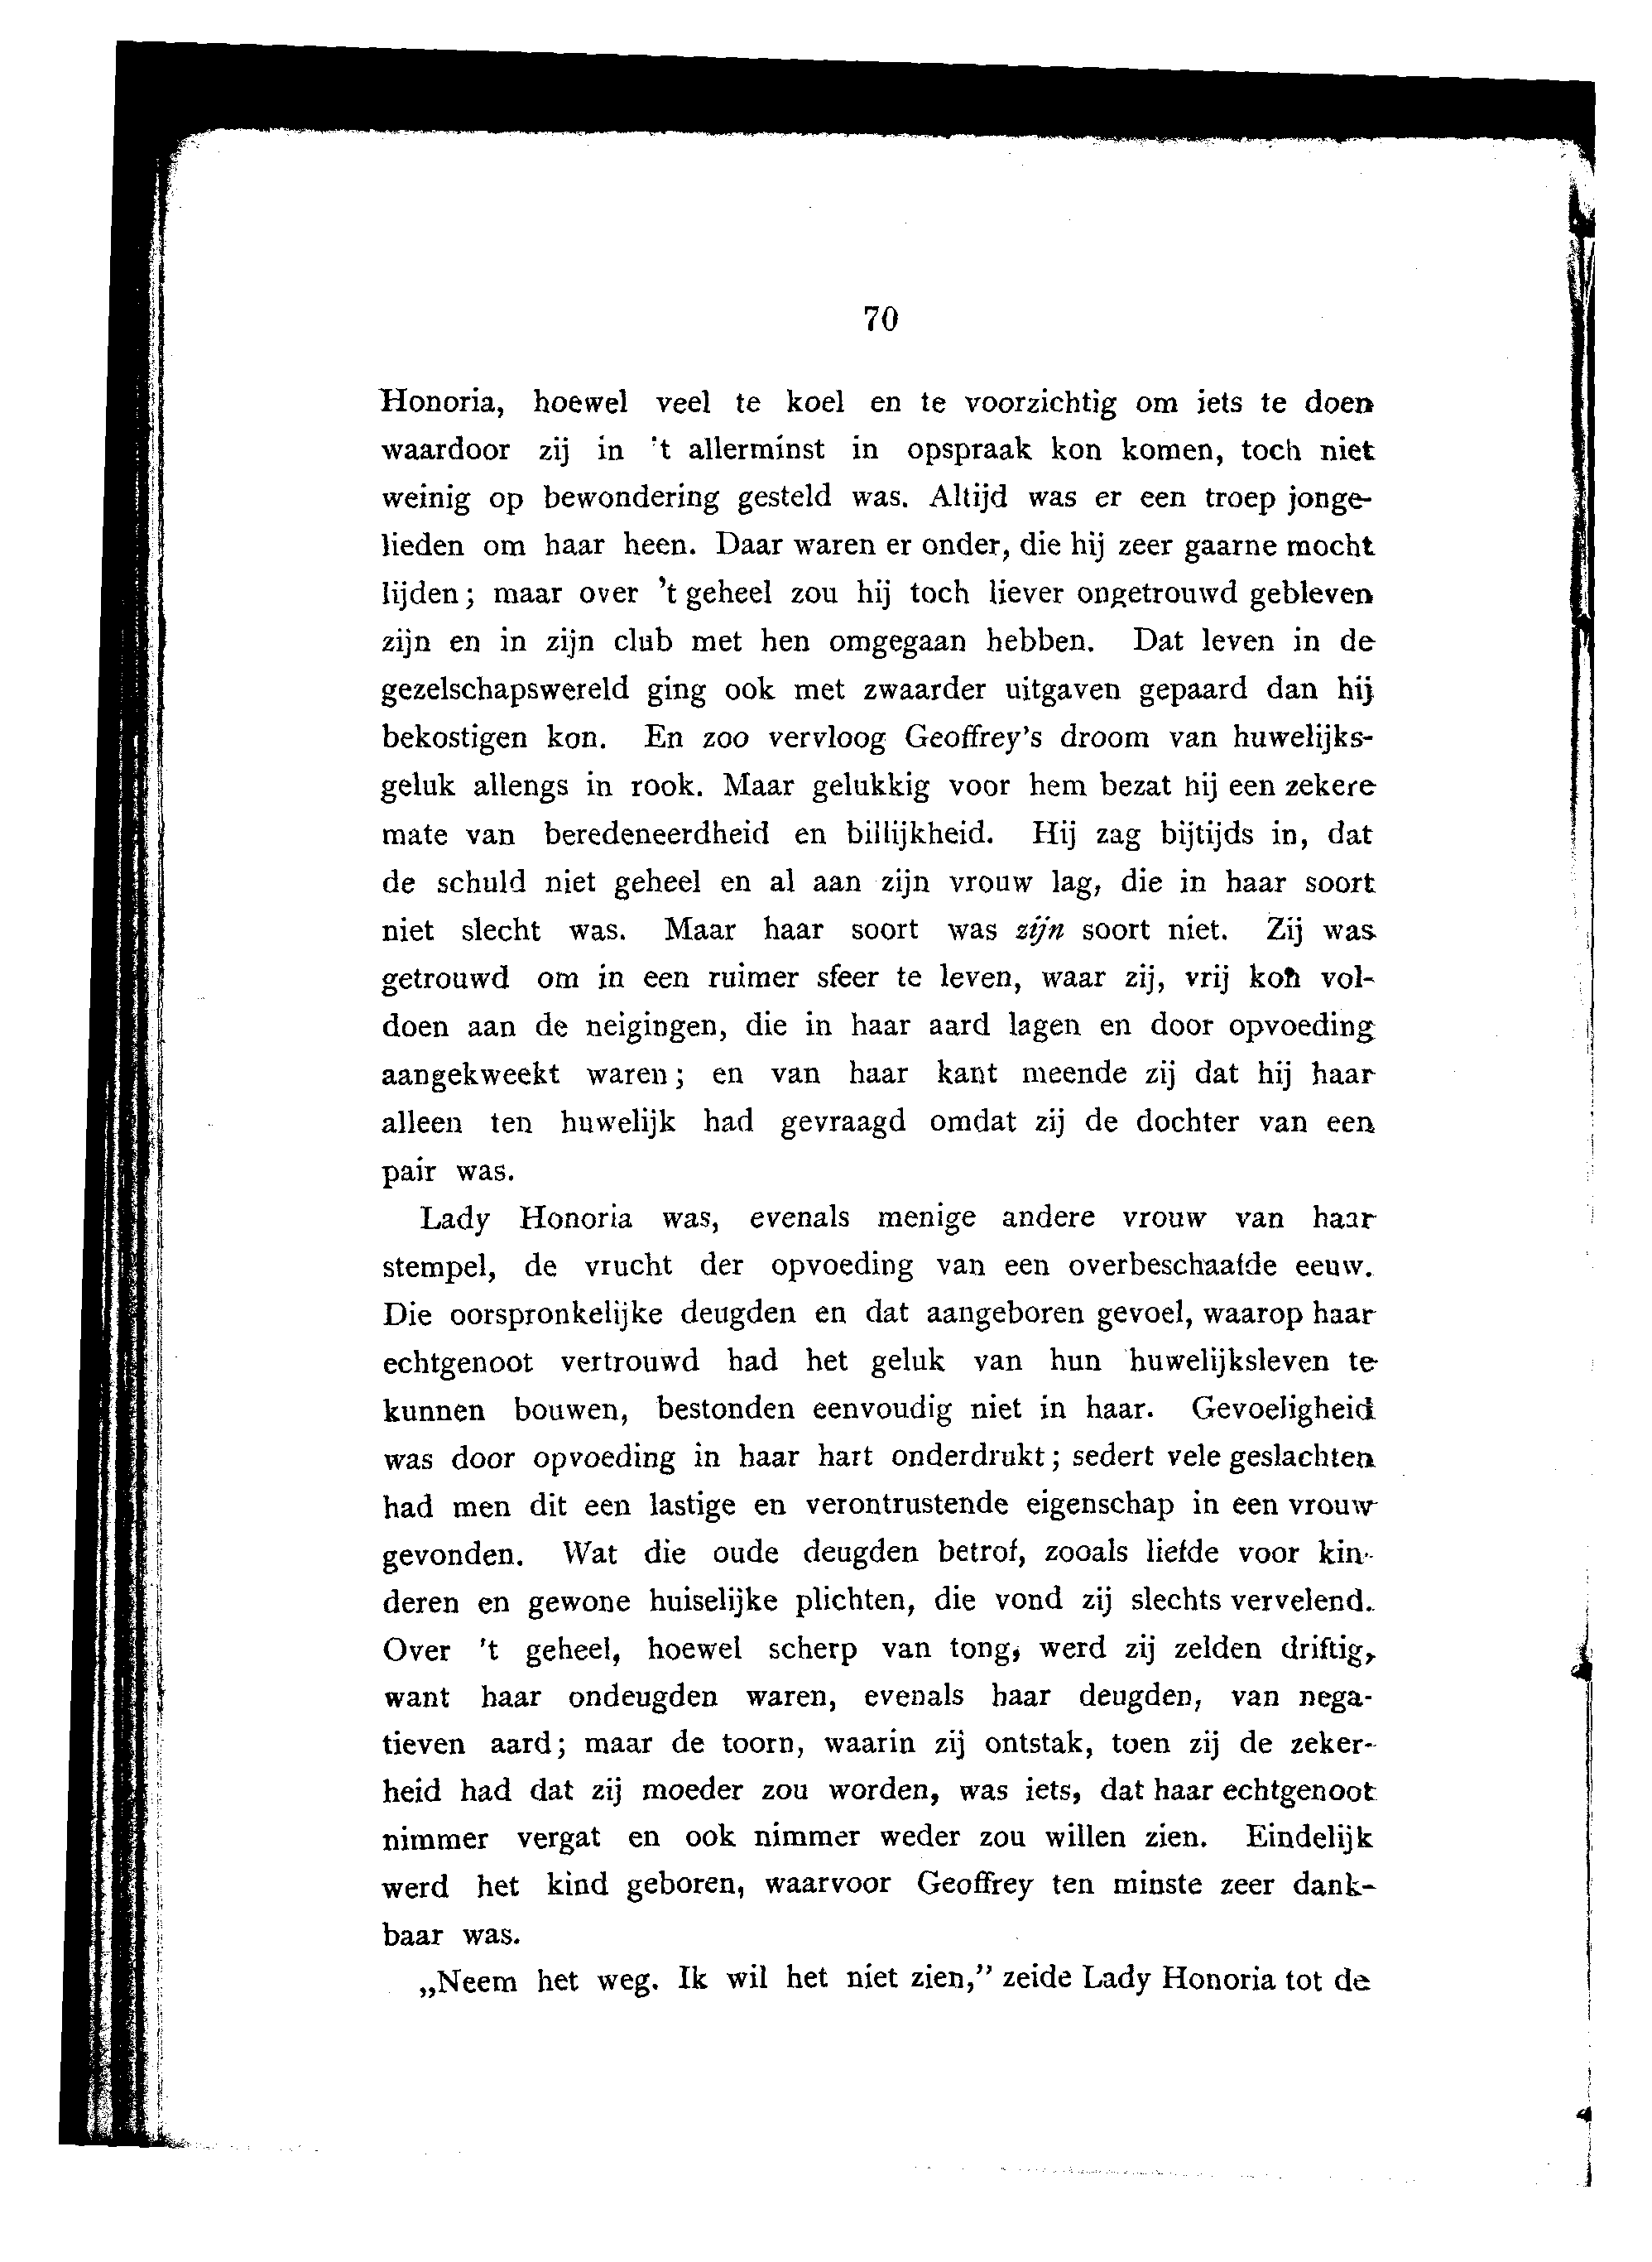 70
Honoria, hoewel veel te koel en te voorzichtig om iets te doen
waardoor zij in 't allerminst in opspraak kon komen, toch niet
weinig op bewondering gesteld was. Altijd was er een troep jonge-
lieden om haar heen. Daar waren er onder, die hij zeer gaarne mocht
lijden; maar over 't geheel zou hij toch liever ongetrouwd gebleven
zijn en in zijn club met hen omgegaan hebben. Dat leven in de
gezelschapswereld ging ook met zwaarder uitgaven gepaard dan hij
bekostigen kon. En zoo vervloog Geoffrey's droom van huwelijks-
geluk allengs in rook. Maar gelukkig voor hem bezat hij een zekere
mate van beredeneerdheid en billijkheid. Hij zag bijtijds in, dat
de schuld niet geheel en al aan zijn vrouw lag, die in haar soort
niet slecht was. Maar haar soort was zijn soort niet. Zij was
getrouwd om in een ruimer sfeer te leven, waar zij, vrij kon vol-
doen aan de neigingen, die in haar aard lagen en door opvoeding
aangekweekt waren; en van haar kant meende zij dat hij haar
alleen ten huwelijk had gevraagd omdat zij de dochter van een
pair was.
Lady Honoria was, evenals menige andere vrouw van haar
stempel, de vrucht der opvoeding van een overbeschaafde eeuw.
Die oorspronkelijke deugden en dat aangeboren gevoel, waarop haar
echtgenoot vertrouwd had het geluk van hun huwelijksleven te
kunnen bouwen, bestonden eenvoudig niet in haar. Gevoeligheid
was door opvoeding in haar hart onderdrukt; sedert vele geslachten
had men dit een lastige en verontrustende eigenschap in een vrouw
gevonden. Wat die oude deugden betrof, zooals liefde voor kin-
deren en gewone huiselijke plichten, die vond zij slechts vervelend.
Over 't geheel, hoewel scherp van tong, werd zij zelden driftig,
want haar ondeugden waren, evenals haar deugden, van nega-
tieven aard; maar de toorn, waarin zij ontstak, toen zij de zeker-
heid had dat zij moeder zou worden, was iets, dat haar echtgenoot
nimmer vergat en ook nimmer weder zou willen zien. Eindelijk
werd het kind geboren, waarvoor Geoffrey ten minste zeer dank-
baar was.
„Neem het weg. Ik wil het niet zien,” zeide Lady Honoria tot de